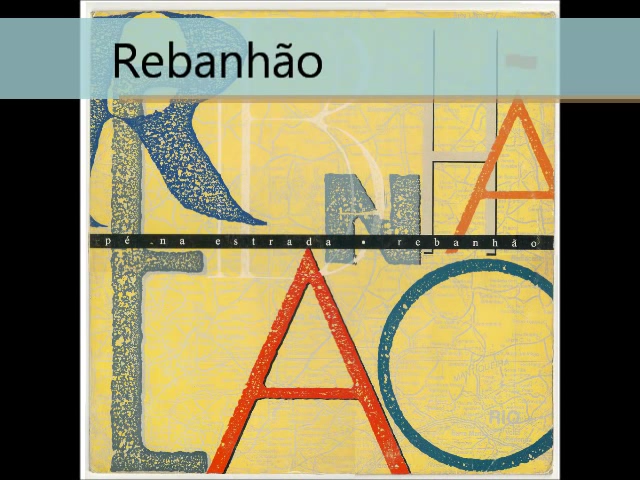 Rebanhão
R B H Ã
N
pé na estrada • rebanhão
E A O
RIO